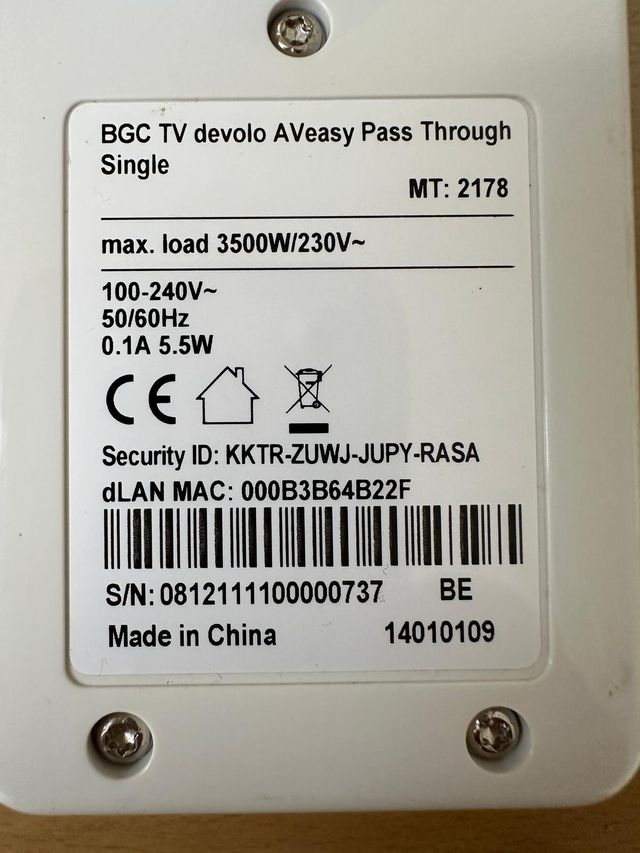 BGC TV devolo AVeasy Pass Through
Single
MT: 2178
max. load 3500W/230V~
100-240V~
50/60Hz
0.1A 5.5W
CE
Security ID: KKTR-ZUWJ-JUPY-RASA
dLAN MAC: 000B3B64B22F
S/N: 0812111100000737 BE
Made in China 14010109